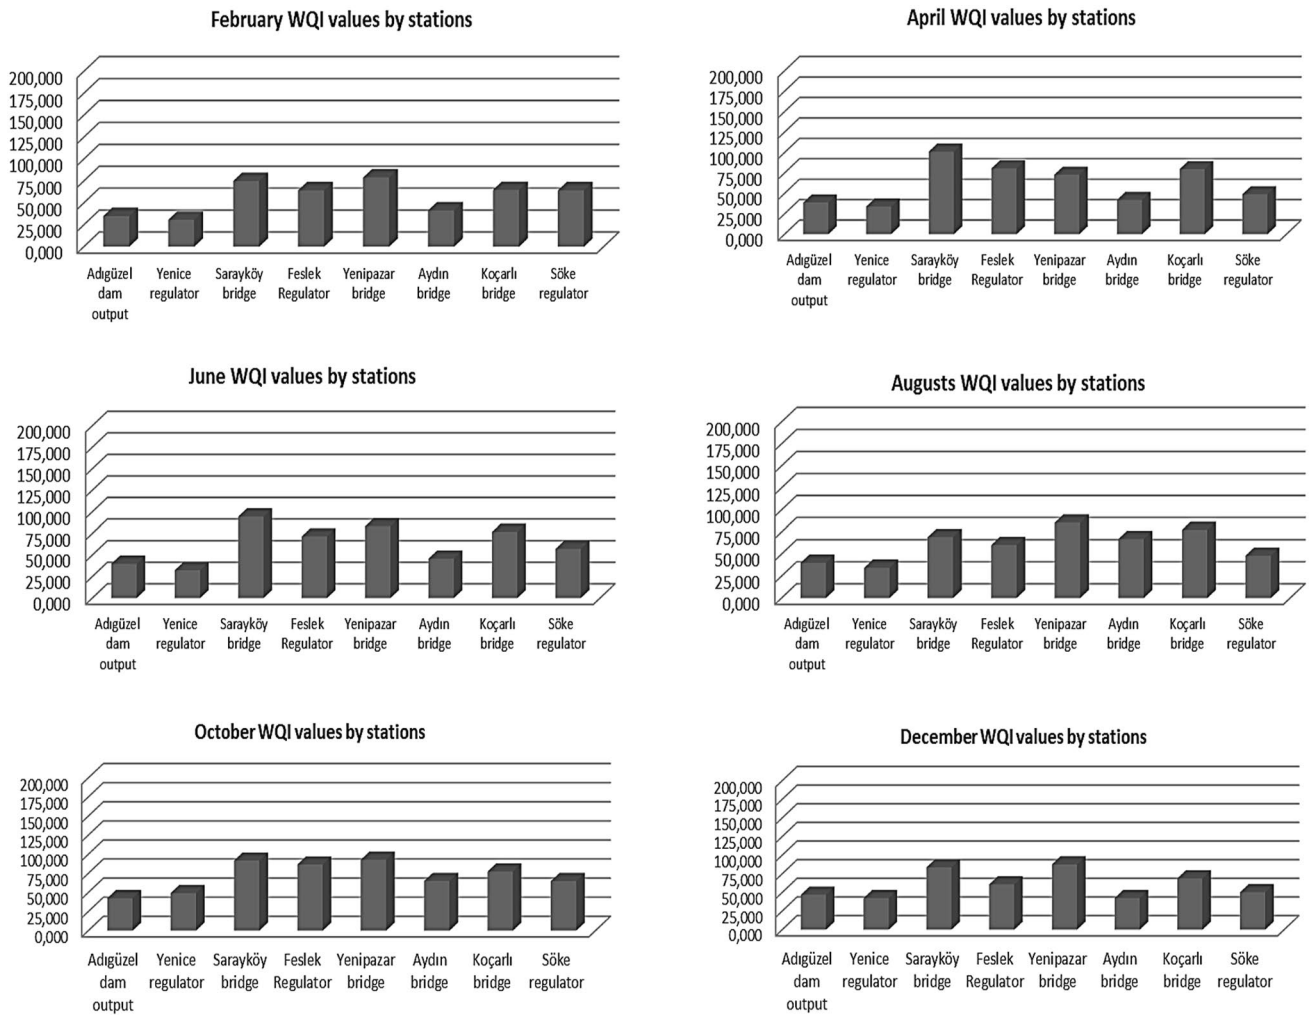 February WQI values by stations
200,000
175,000
150,000
125,000
100,000
75,000
50,000
25,000
0,000
Adıgüzel dam output
Yenice regulator
Sarayköy bridge
Feslek Regulator
Yenipazar bridge
Aydın bridge
Koçarlı bridge
Söke regulator
April WQI values by stations
200,000
175,000
150,000
125,000
100,000
75,000
50,000
25,000
0,000
Adıgüzel dam output
Yenice regulator
Sarayköy bridge
Feslek Regulator
Yenipazar bridge
Aydın bridge
Koçarlı bridge
Söke regulator
June WQI values by stations
200,000
175,000
150,000
125,000
100,000
75,000
50,000
25,000
0,000
Adıgüzel dam output
Yenice regulator
Sarayköy bridge
Feslek Regulator
Yenipazar bridge
Aydın bridge
Koçarlı bridge
Söke regulator
Augusts WQI values by stations
200,000
175,000
150,000
125,000
100,000
75,000
50,000
25,000
0,000
Adıgüzel dam output
Yenice regulator
Sarayköy bridge
Feslek Regulator
Yenipazar bridge
Aydın bridge
Koçarlı bridge
Söke regulator
October WQI values by stations
200,000
175,000
150,000
125,000
100,000
75,000
50,000
25,000
0,000
Adıgüzel dam output
Yenice regulator
Sarayköy bridge
Feslek Regulator
Yenipazar bridge
Aydın bridge
Koçarlı bridge
Söke regulator
December WQI values by stations
200,000
175,000
150,000
125,000
100,000
75,000
50,000
25,000
0,000
Adıgüzel dam output
Yenice regulator
Sarayköy bridge
Feslek Regulator
Yenipazar bridge
Aydın bridge
Koçarlı bridge
Söke regulator